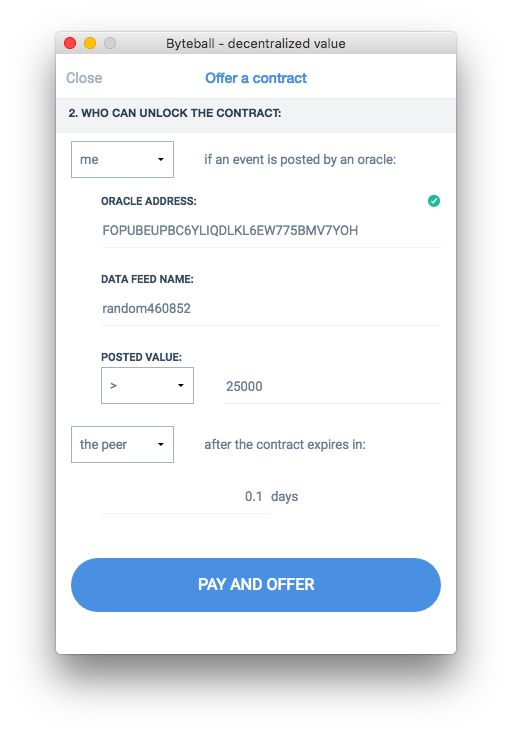 Byteball - decentralized value
Close Offer a contract
2. WHO CAN UNLOCK THE CONTRACT:
me if an event is posted by an oracle:
ORACLE ADDRESS:
FOPUBEUPBC6YLIQDLKL6EW775BMV7YOH
DATA FEED NAME:
random460852
POSTED VALUE:
> 25000
the peer after the contract expires in:
0.1 days
PAY AND OFFER